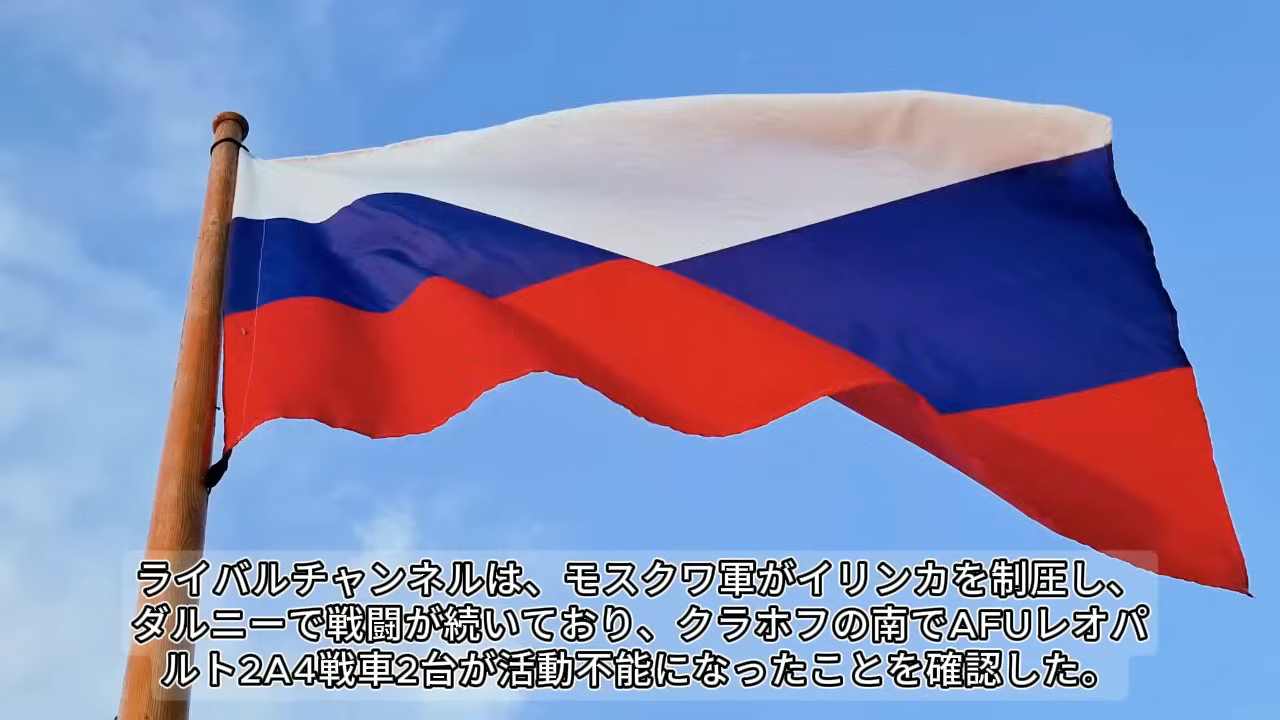 ライバルチャンネルは、モスクワ軍がイリンカを制圧し、
ダルニーで戦闘が続いており、クラホフの南でAFUレオパ
ルト2A4戦車2台が活動不能になったことを確認した。